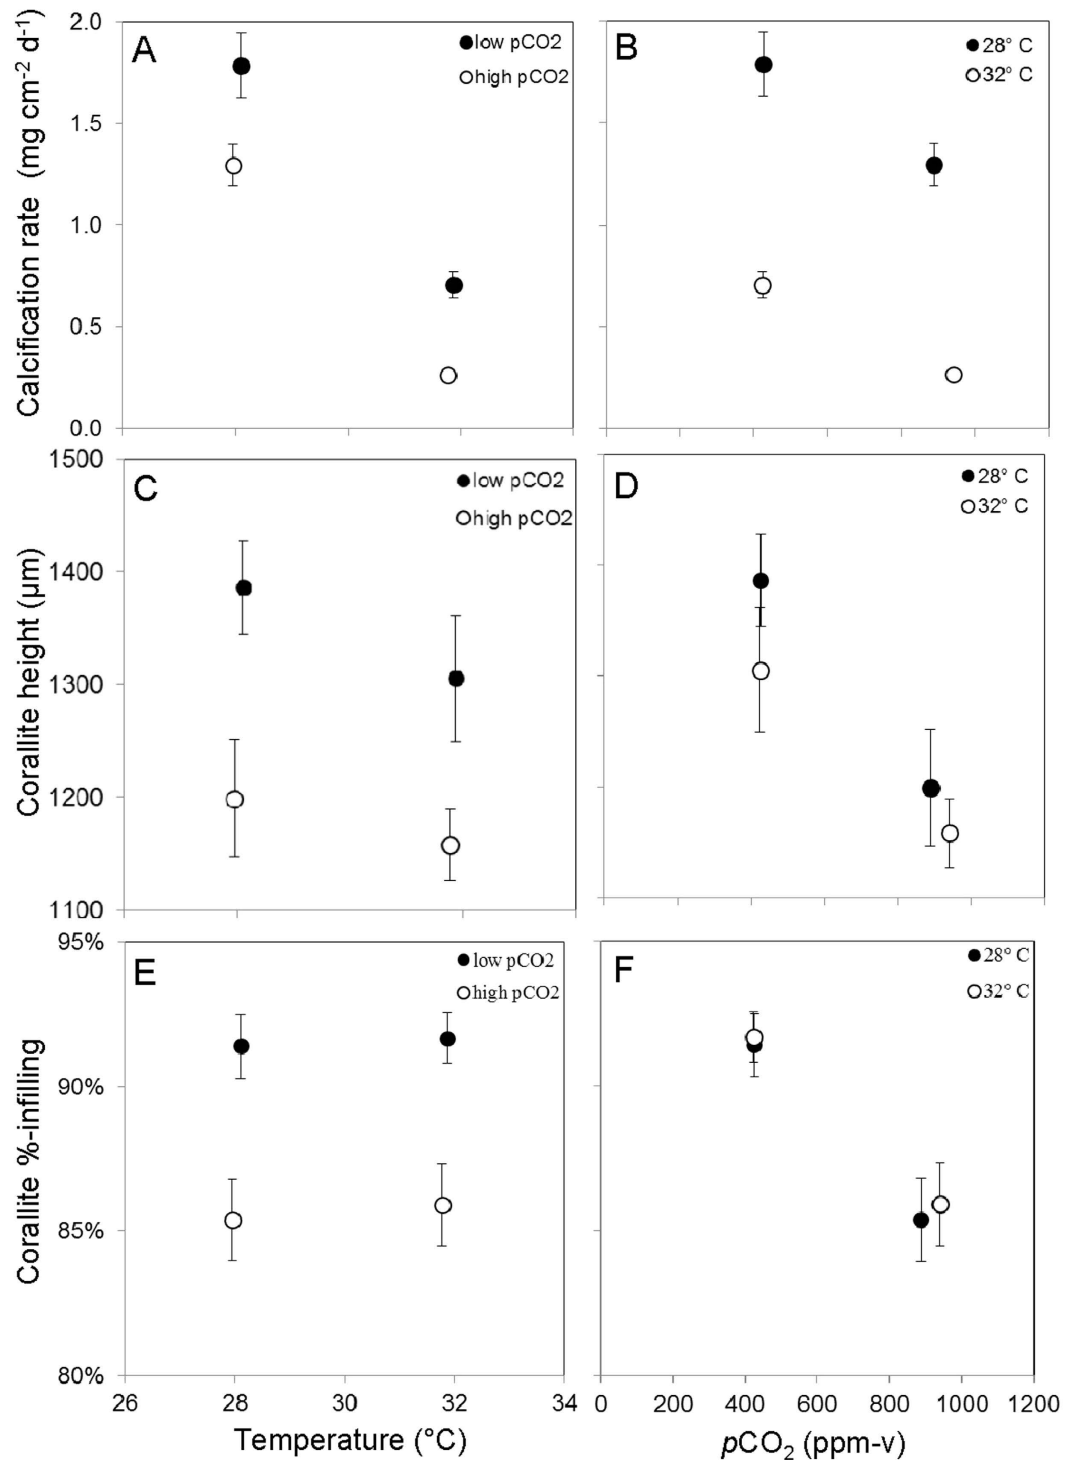 Calcification rate (mg cm-2 d-1)
2.0
1.5
1.0
0.5
0.0
A
low pCO2
high pCO2
B
28° C
32° C
Corallite height (µm)
1500
1400
1300
1200
1100
C
low pCO2
high pCO2
D
28° C
32° C
Corallite %-infilling
95%
90%
85%
80%
E
low pCO2
high pCO2
F
28° C
32° C
26 28 30 32 34
0 200 400 600 800 1000 1200
Temperature (°C)
pCO2 (ppm-v)